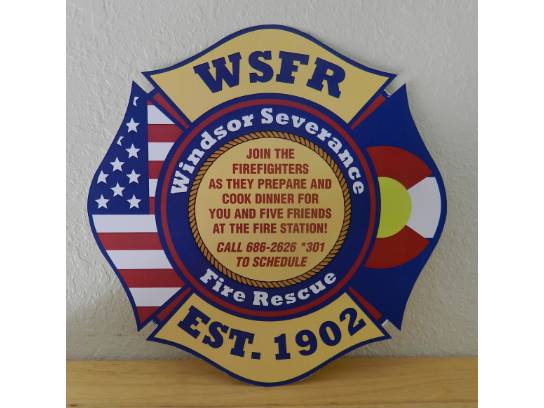 WSFR
Windsor Severance
JOIN THE
FIREFIGHTERS
AS THEY PREPARE AND
COOK DINNER FOR
YOU AND FIVE FRIENDS
AT THE FIRE STATION!
CALL 686-2626 *301
TO SCHEDULE
Fire Rescue
EST. 1902